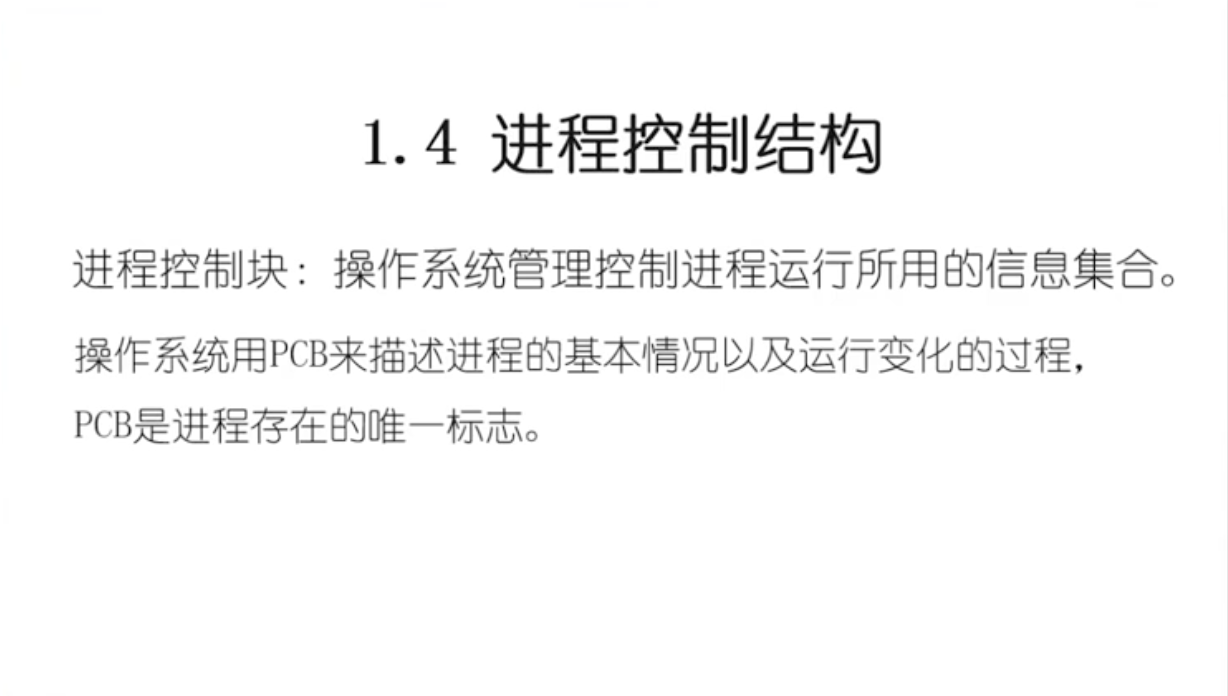 1.4 进程控制结构
进程控制块：操作系统管理控制进程运行所用的信息集合。
操作系统用PCB来描述进程的基本情况以及运行变化的过程，
PCB是进程存在的唯一标志。